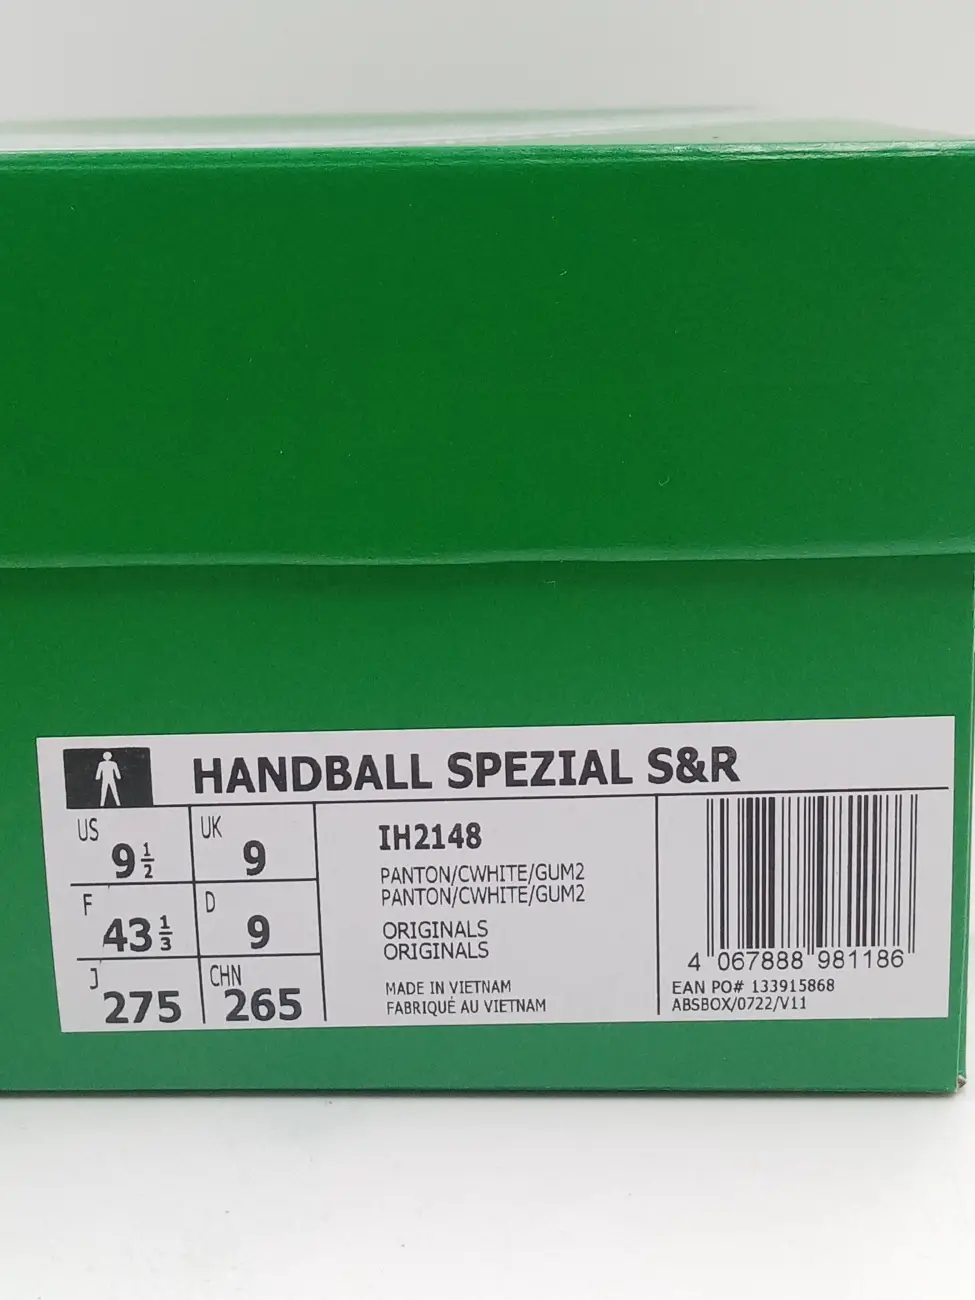 HANDBALL SPEZIAL S&R
US 9 1/2
UK 9
F 43 1/3
D 9
J 275
CHN 265
IH2148
PANTON/CWHITE/GUM2
PANTON/CWHITE/GUM2
ORIGINALS
ORIGINALS
MADE IN VIETNAM
FABRIQUÉ AU VIETNAM
4 067888 981186
EAN PO# 133915868
ABSBOX/0722/V11